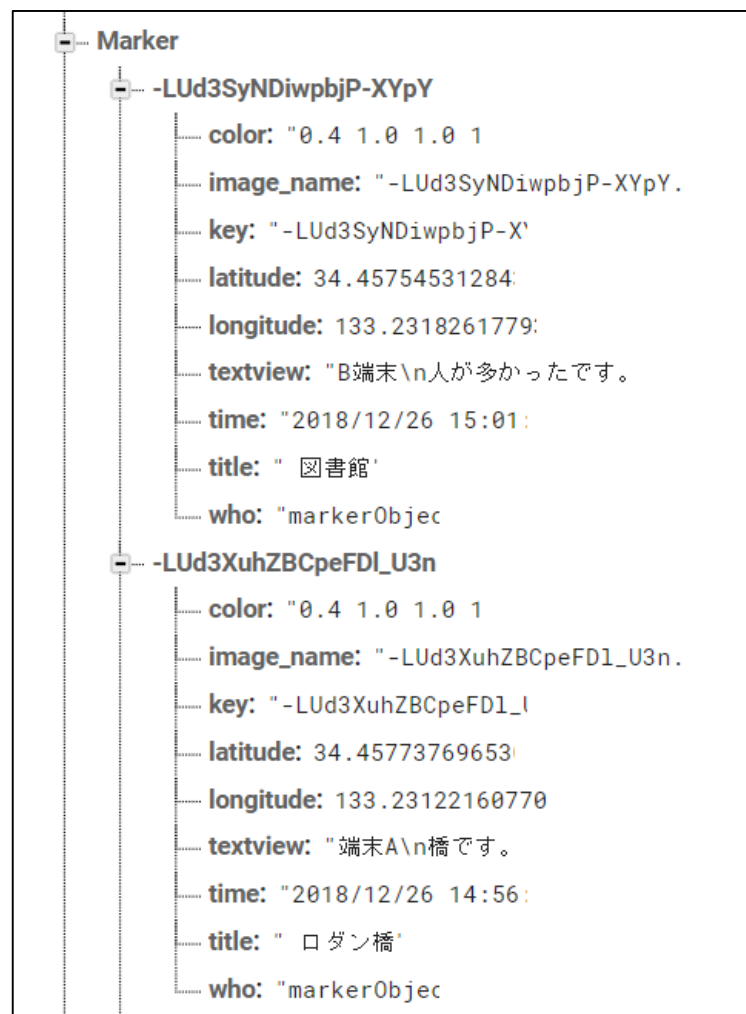 Marker
-LUd3SyNDiwpbjP-XYpY
color: "0.4 1.0 1.0 1
image_name: "-LUd3SyNDiwpbjP-XYpY.
key: "-LUd3SyNDiwpbjP-X
latitude: 34.45754531284
longitude: 133.2318261779
textview: "B端末\n人が多かったです。
time: "2018/12/26 15:01:
title: " 図書館"
who: "markerObjec
-LUd3XuhZBCpeFDl_U3n
color: "0.4 1.0 1.0 1
image_name: "-LUd3XuhZBCpeFDl_U3n.
key: "-LUd3XuhZBCpeFDl_
latitude: 34.45773769653
longitude: 133.23122160770
textview: "端末A\n橋です。
time: "2018/12/26 14:56:
title: " ロダン橋"
who: "markerObjec